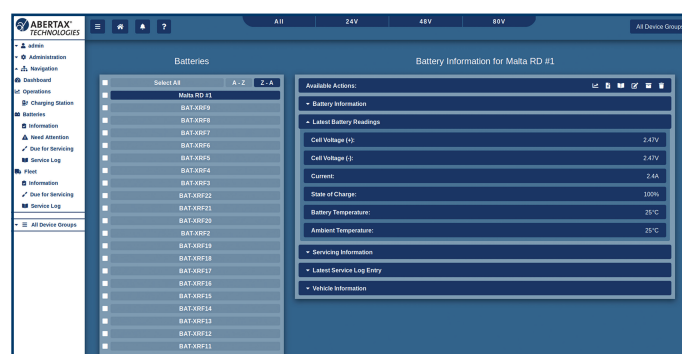 ABERTAX®
TECHNOLOGIES
All
24V
48V
80V
All Device Groups
admin
Administration
Navigation
Dashboard
Operations
Charging Station
Batteries
Information
Need Attention
Due for Servicing
Service Log
Fleet
Information
Due for Servicing
Service Log
All Device Groups
Batteries
Select All A - Z Z - A
Malta RD #1
BAT-XRF9
BAT-XRF8
BAT-XRF7
BAT-XRF6
BAT-XRF5
BAT-XRF4
BAT-XRF3
BAT-XRF22
BAT-XRF21
BAT-XRF20
BAT-XRF2
BAT-XRF19
BAT-XRF18
BAT-XRF17
BAT-XRF16
BAT-XRF15
BAT-XRF14
BAT-XRF13
BAT-XRF12
BAT-XRF11
Battery Information for Malta RD #1
Available Actions:
Battery Information
Latest Battery Readings
Cell Voltage (+): 2.47V
Cell Voltage (-): 2.47V
Current: 2.4A
State of Charge: 100%
Battery Temperature: 25°C
Ambient Temperature: 25°C
Servicing Information
Latest Service Log Entry
Vehicle Information